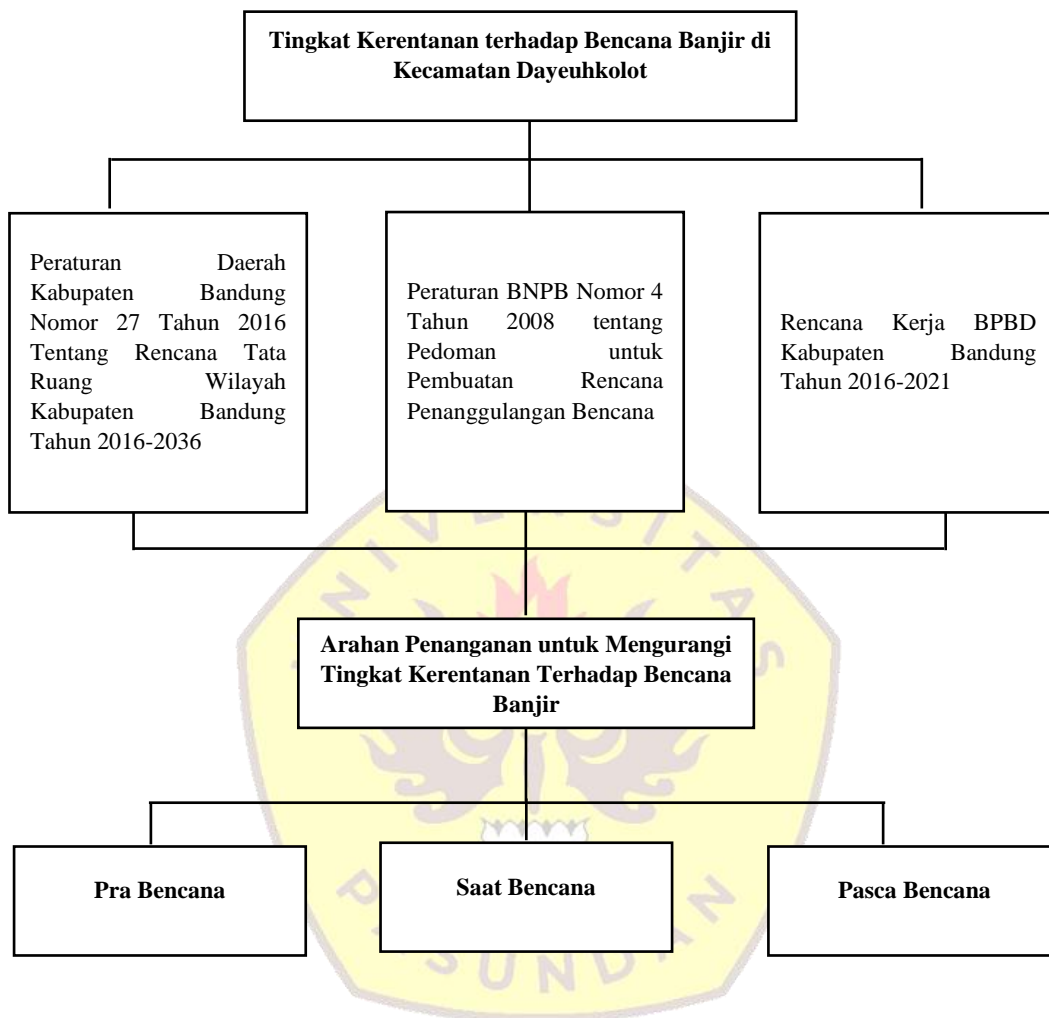 Tingkat Kerentanan terhadap Bencana Banjir di
Kecamatan Dayeuhkolot
Peraturan Daerah
Kabupaten Bandung
Nomor 27 Tahun 2016
Tentang Rencana Tata
Ruang Wilayah
Kabupaten Bandung
Tahun 2016-2036
Peraturan BNPB Nomor 4
Tahun 2008 tentang
Pedoman untuk
Pembuatan Rencana
Penanggulangan Bencana
Rencana Kerja BPBD
Kabupaten Bandung
Tahun 2016-2021
UNIVERSITAS
Arahan Penanganan untuk Mengurangi
Tingkat Kerentanan Terhadap Bencana
Banjir
Pra Bencana
Saat Bencana
Pasca Bencana
PASUNDAN